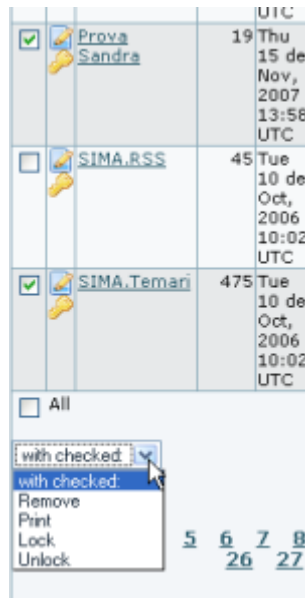 UTC
Prova 19 Thu
Sandra 15 de
Nov,
2007
13:58
UTC
SIMA.RSS 45 Tue
10 de
Oct,
2006
10:02
UTC
SIMA.Temari 475 Tue
10 de
Oct,
2006
10:02
UTC
All
with checked:
with checked:
Remove
Print
Lock
Unlock
5 6 7 8
26 27